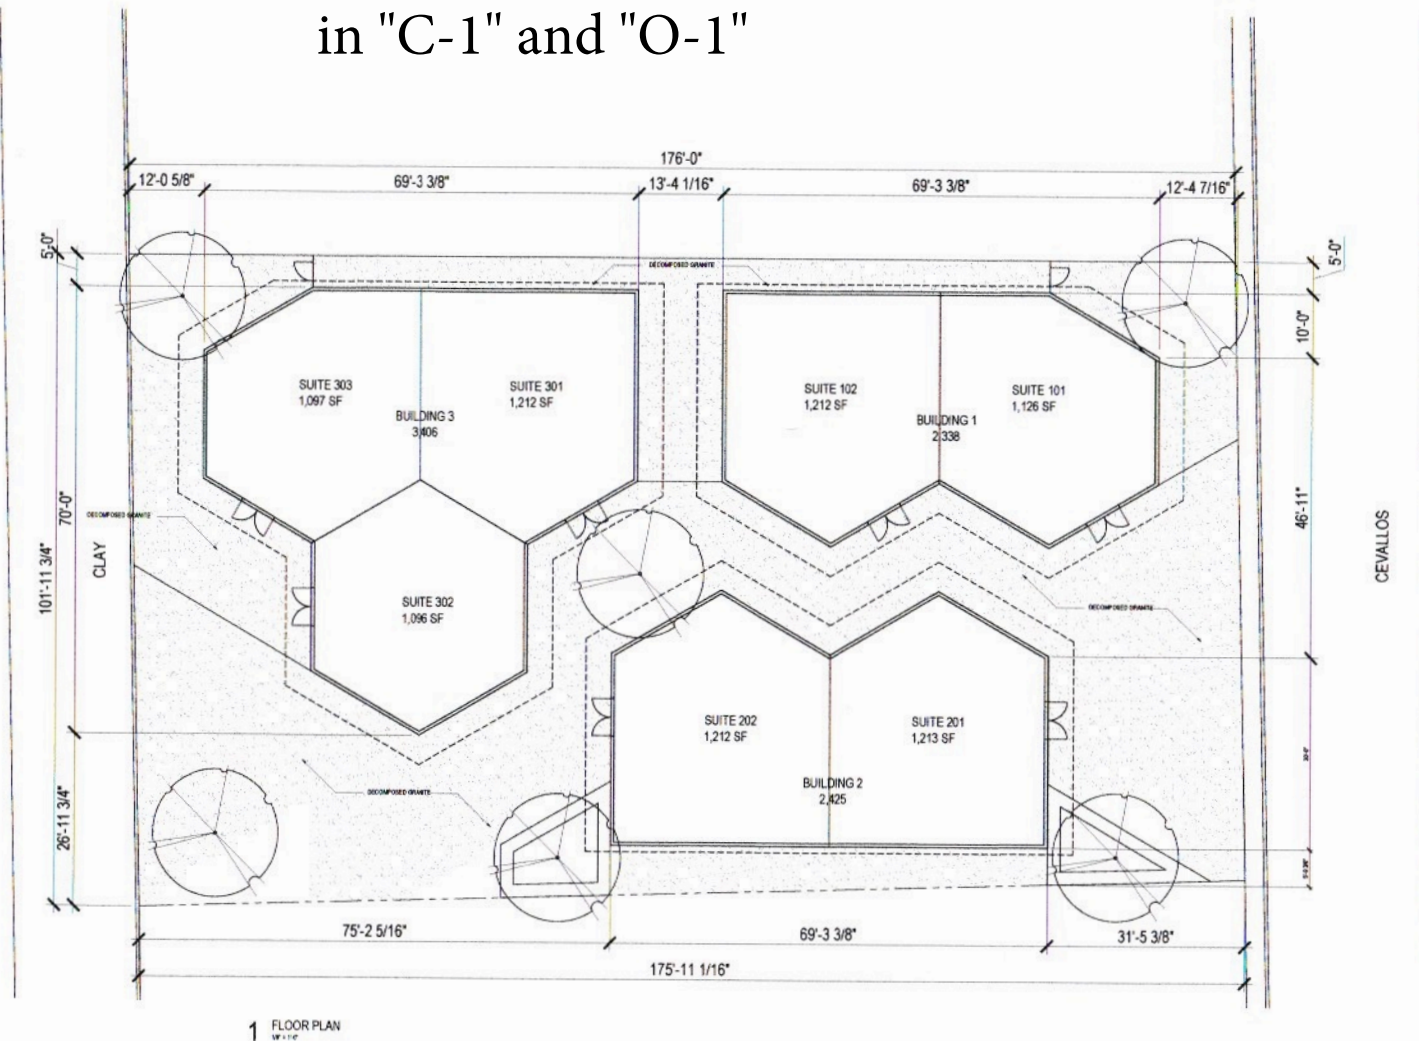 in "C-1" and "O-1"
176'-0"
12'-0 5/8"
69'-3 3/8"
13'-4 1/16"
69'-3 3/8"
12'-4 7/16"
5'-0"
5'-0"
DECOMPOSED GRANITE
10'-0"
SUITE 303
1,097 SF
SUITE 301
1,212 SF
BUILDING 3
3,406
SUITE 102
1,212 SF
SUITE 101
1,126 SF
BUILDING 1
2,338
70'-0"
DECOMPOSED GRANITE
CLAY
101'-11 3/4"
46'-11"
CEVALLOS
SUITE 302
1,096 SF
DECOMPOSED GRANITE
SUITE 202
1,212 SF
SUITE 201
1,213 SF
BUILDING 2
2,425
DECOMPOSED GRANITE
26'-11 3/4"
75'-2 5/16"
69'-3 3/8"
31'-5 3/8"
175'-11 1/16"
1 FLOOR PLAN